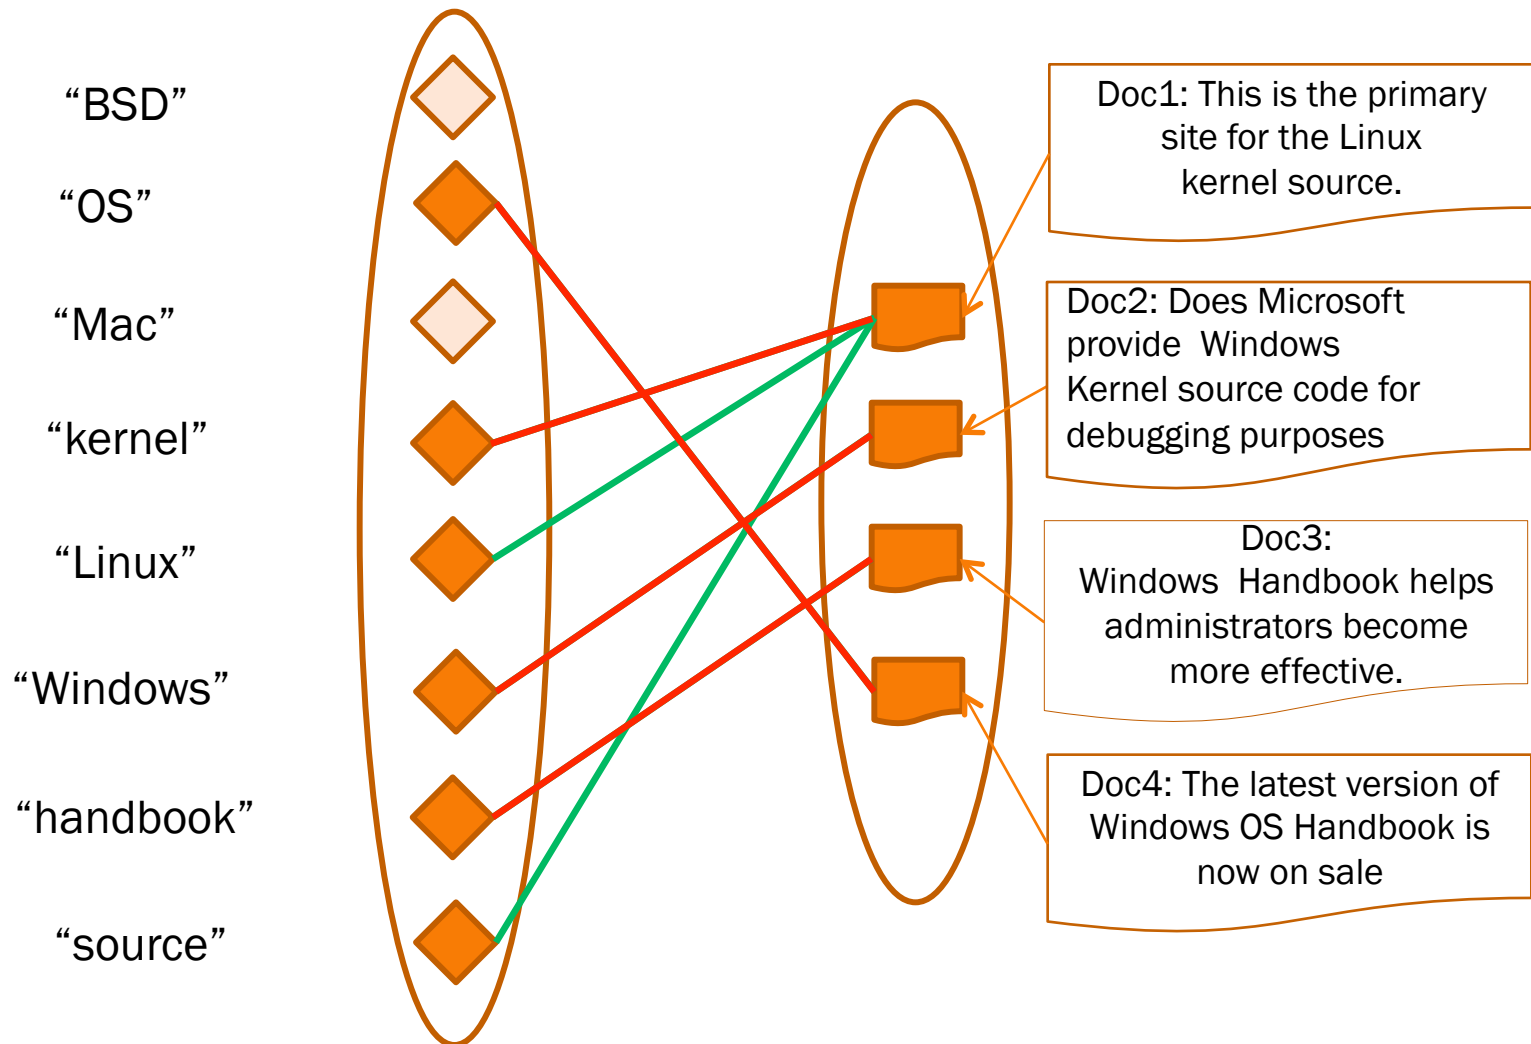 “BSD”
“OS”
“Mac”
“kernel”
“Linux”
“Windows”
“handbook”
“source”
Doc1: This is the primary
site for the Linux
kernel source.
Doc2: Does Microsoft
provide  Windows
Kernel source code for
debugging purposes
Doc3:
Windows  Handbook helps
administrators become
more effective.
Doc4: The latest version of
Windows OS Handbook is
now on sale